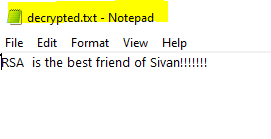 decrypted.txt - Notepad
File Edit Format View Help
RSA  is the best friend of Sivan!!!!!!!